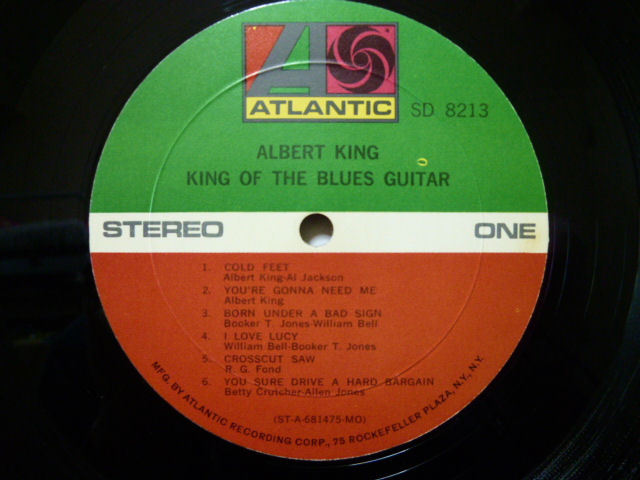 ATLANTIC
SD 8213
ALBERT KING
KING OF THE BLUES GUITAR
STEREO
ONE
1. COLD FEET
Albert King-Al Jackson
2. YOU'RE GONNA NEED ME
Albert King
3. BORN UNDER A BAD SIGN
Booker T. Jones-William Bell
4. I LOVE LUCY
William Bell-Booker T. Jones
5. CROSSCUT SAW
R. G. Fond
6. YOU SURE DRIVE A HARD BARGAIN
Betty Crutcher-Allen Jones
(ST-A-681475-MO)
MFG. BY ATLANTIC RECORDING CORP., 75 ROCKEFELLER PLAZA, N.Y., N.Y.